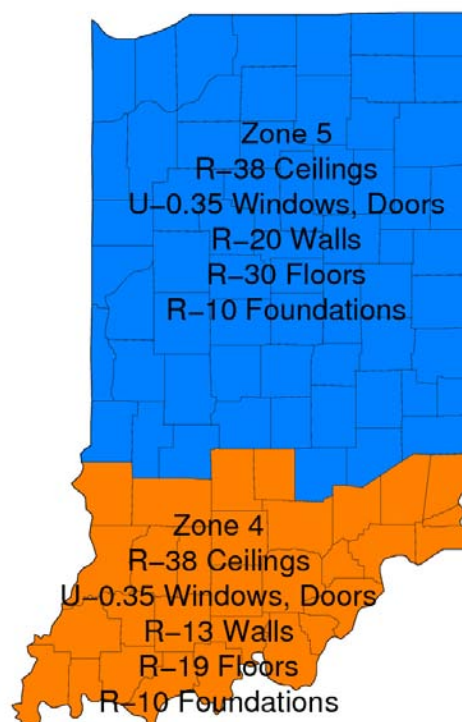 Zone 5
R-38 Ceilings
U-0.35 Windows, Doors
R-20 Walls
R-30 Floors
R-10 Foundations
Zone 4
R-38 Ceilings
U-0.35 Windows, Doors
R-13 Walls
R-19 Floors
R-10 Foundations